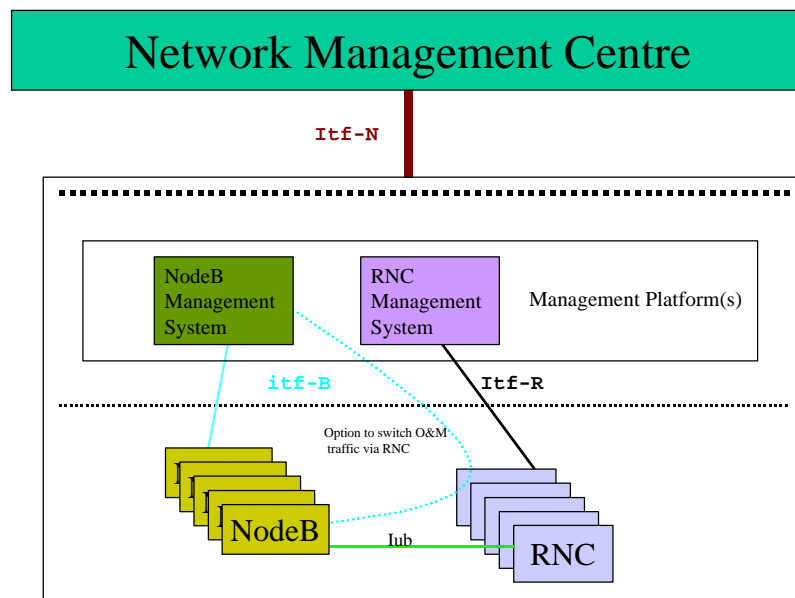 Network Management Centre
Itf-N
NodeB
Management
System
RNC
Management
System
Management Platform(s)
itf-B
Itf-R
Option to switch O&M
traffic via RNC
NodeB
Iub
RNC